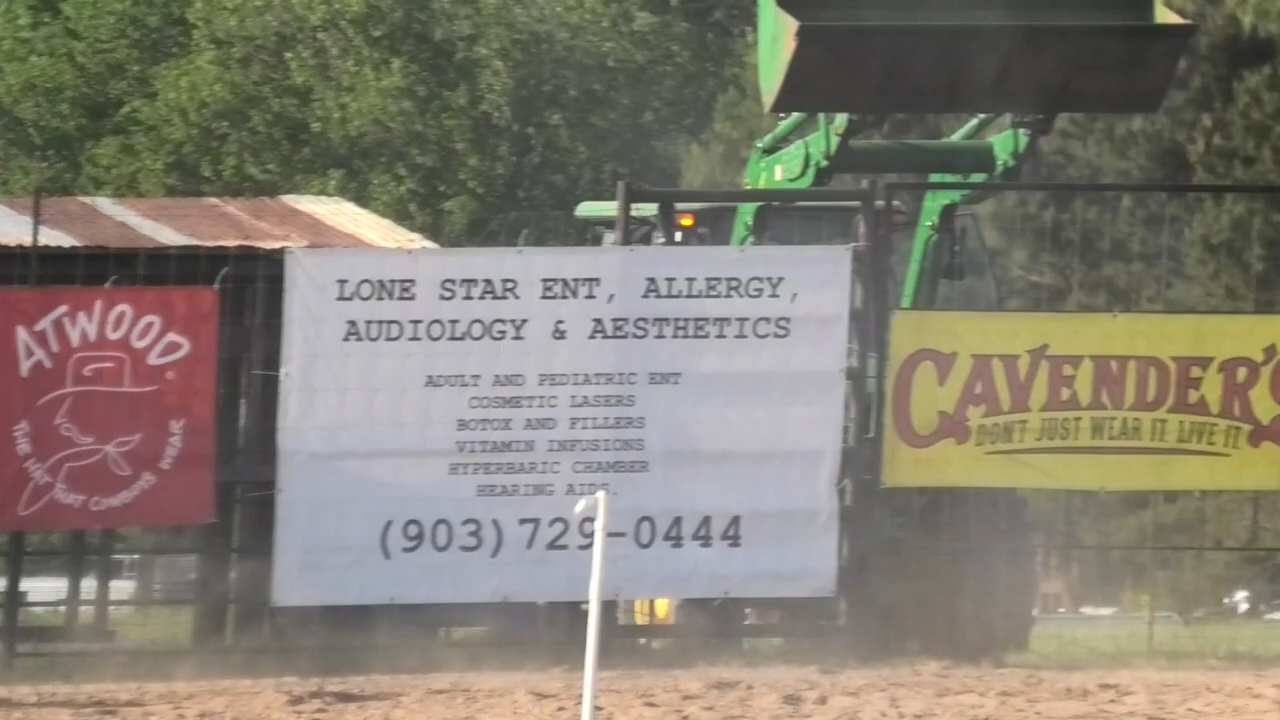 ATWOOD
THE HAT THAT COWBOYS WEAR
LONE STAR ENT, ALLERGY,
AUDIOLOGY & AESTHETICS
ADULT AND PEDIATRIC ENT
COSMETIC LASERS
BOTOX AND FILLERS
VITAMIN INFUSIONS
HYPERBARIC CHAMBER
HEARING AIDS.
(903)729-0444
CAVENDER'S
DON'T JUST WEAR IT LIVE IT